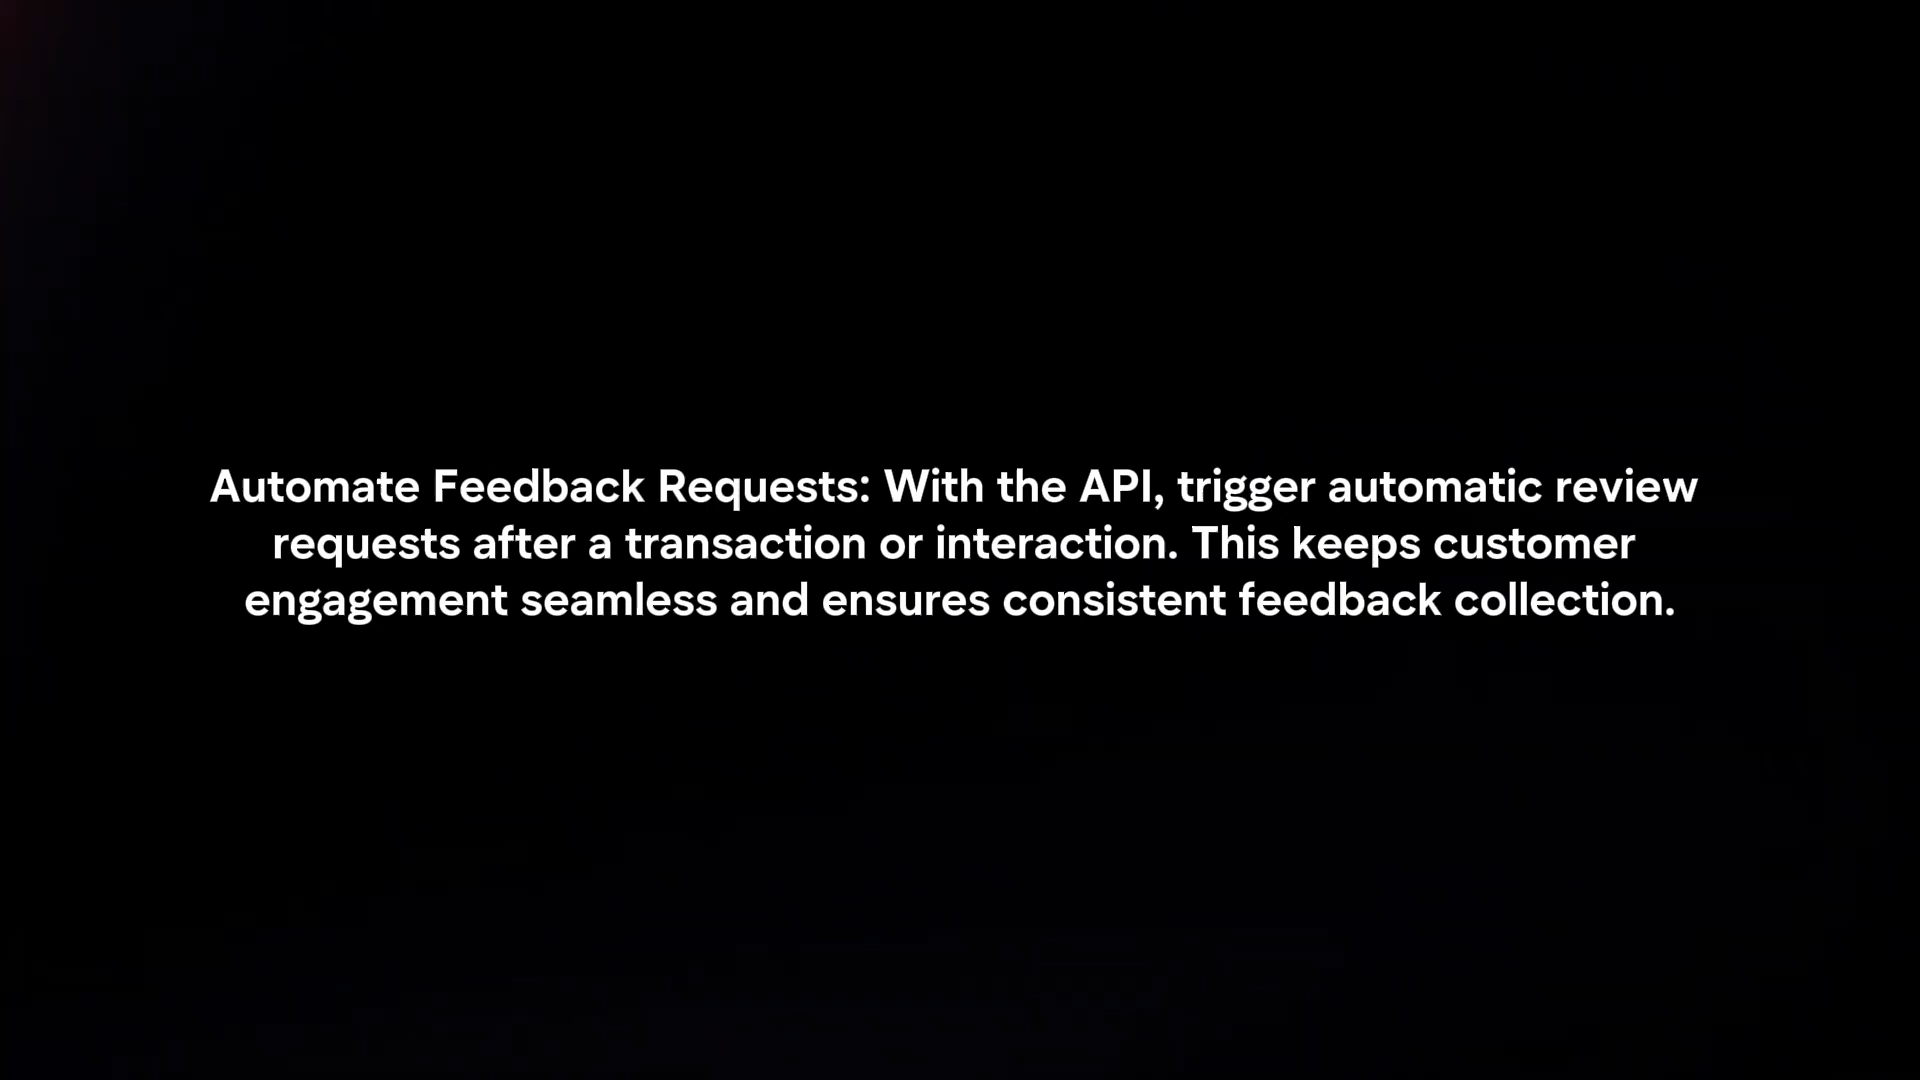 Automate Feedback Requests: With the API, trigger automatic review
requests after a transaction or interaction. This keeps customer
engagement seamless and ensures consistent feedback collection.